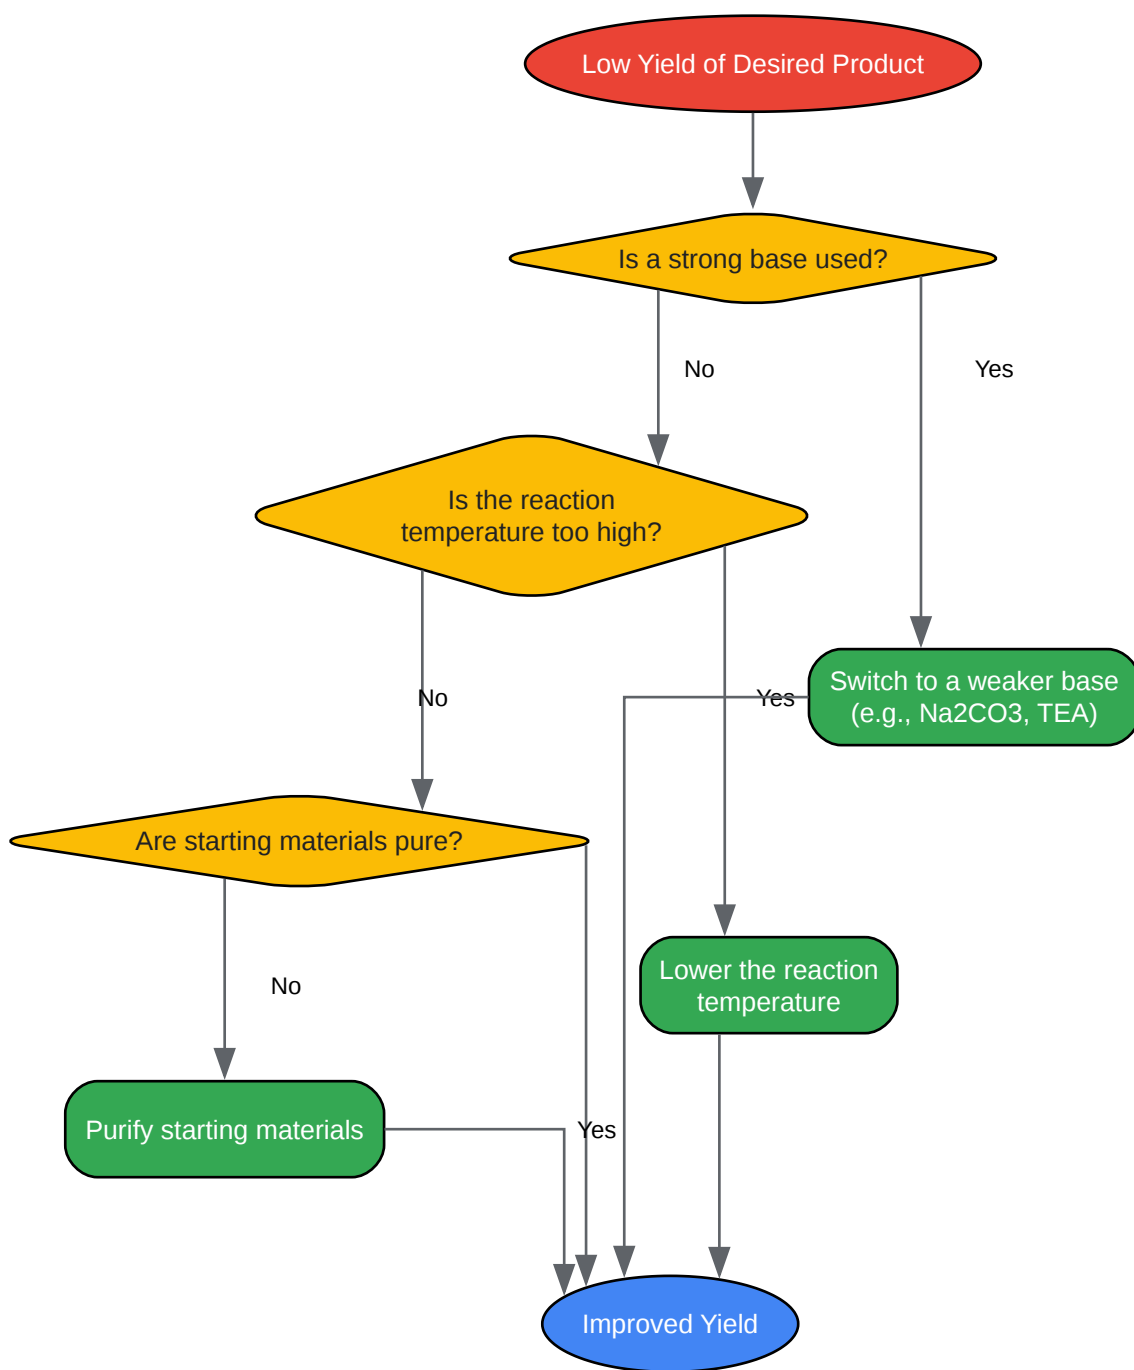 Low Yield of Desired Product
Is a strong base used?
No
Yes
Is the reaction
temperature too high?
Switch to a weaker base
(e.g., Na2CO3, TEA)
No
Yes
Are starting materials pure?
Lower the reaction
temperature
No
Purify starting materials
Yes
Improved Yield